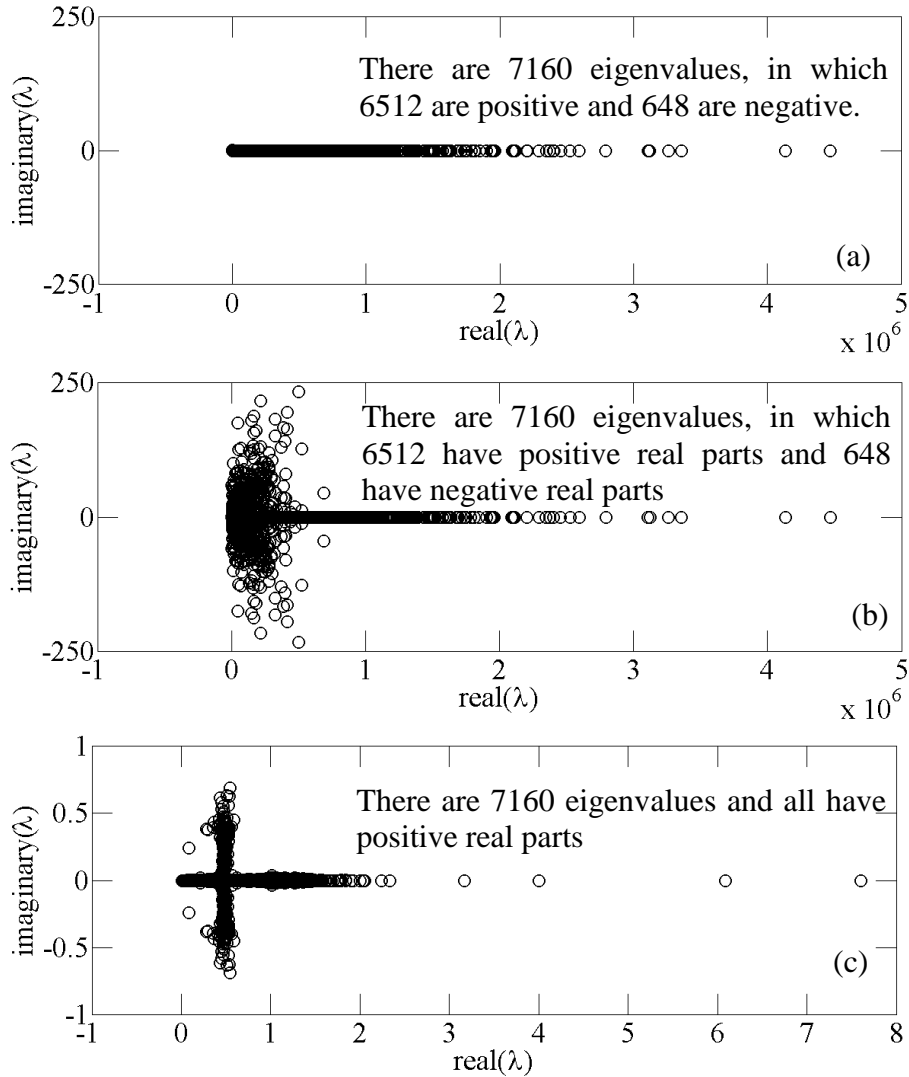 250
There are 7160 eigenvalues, in which
6512 are positive and 648 are negative.
imaginary(λ)
0
(a)
-250
-1 0 1 2 3 4 5
real(λ)
x 10^6
250
There are 7160 eigenvalues, in which
6512 have positive real parts and 648
have negative real parts
imaginary(λ)
0
(b)
-250
-1 0 1 2 3 4 5
real(λ)
x 10^6
1
There are 7160 eigenvalues and all have
positive real parts
0.5
imaginary(λ)
0
-0.5
(c)
-1
-1 0 1 2 3 4 5 6 7 8
real(λ)